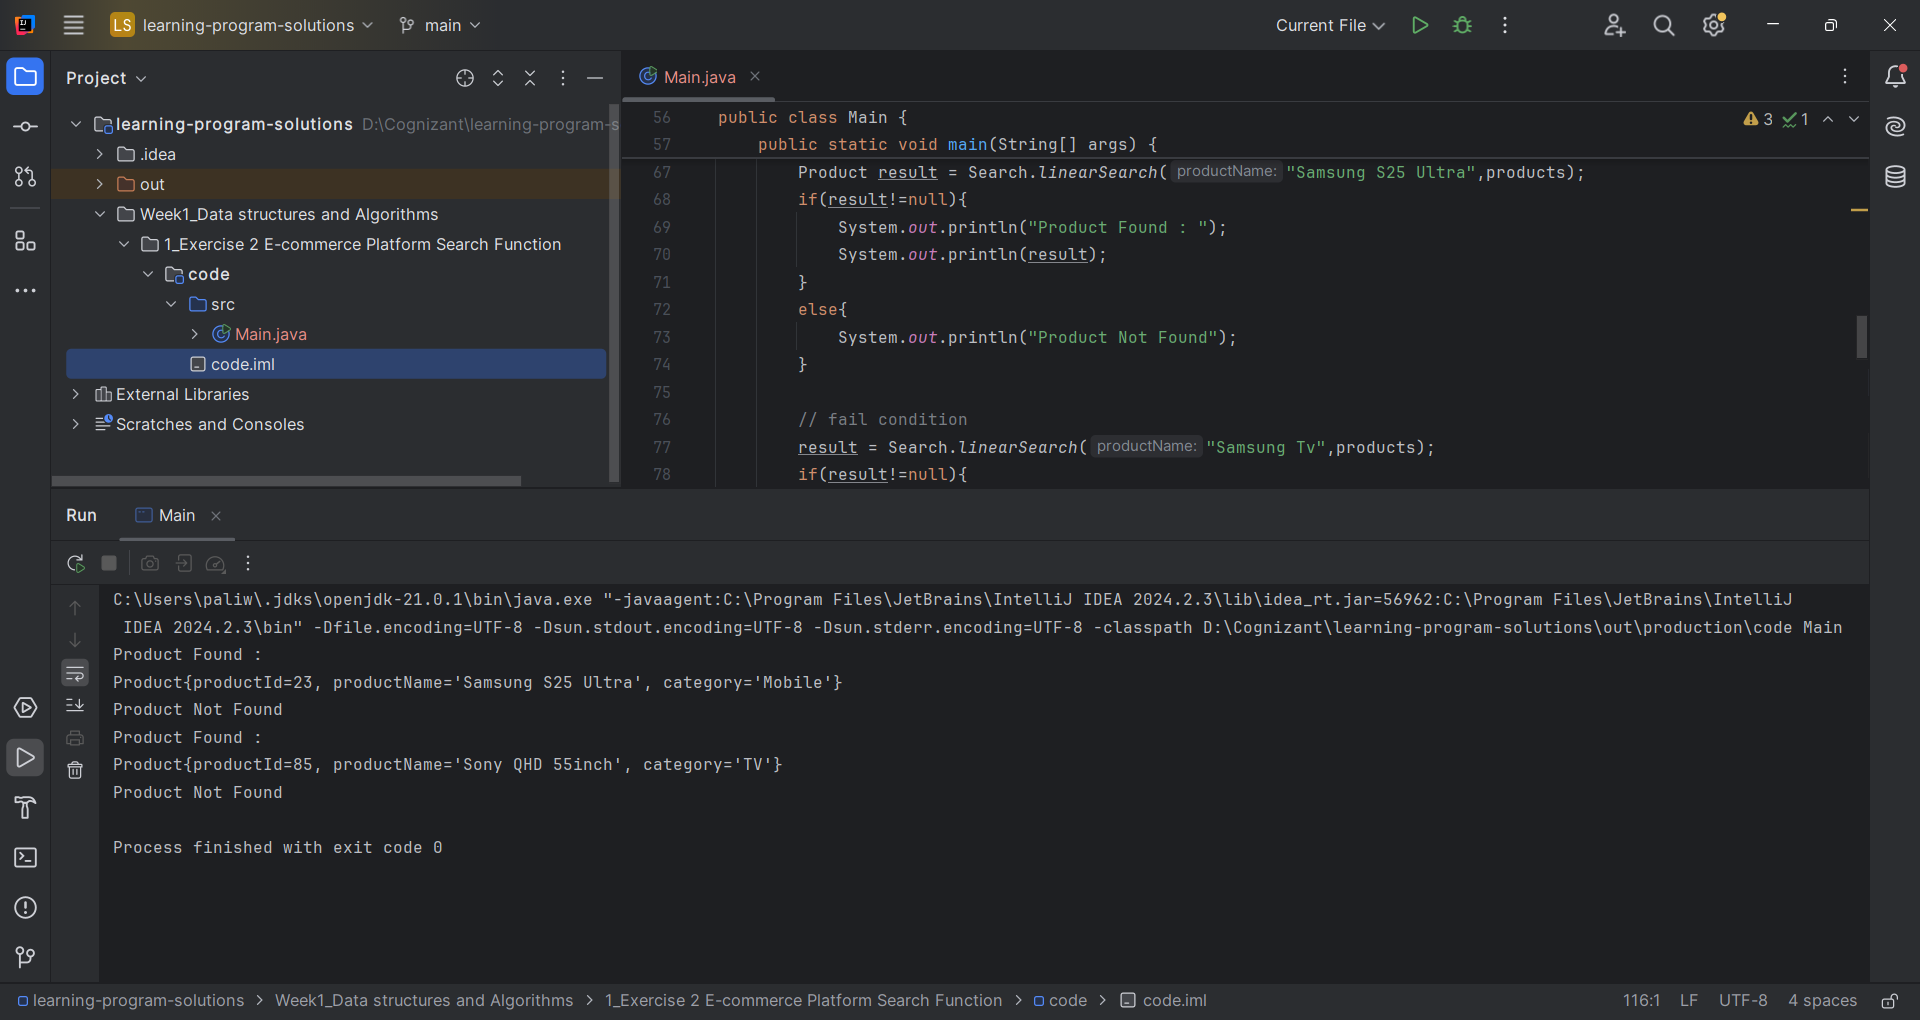 LS learning-program-solutions main Current File
Project
learning-program-solutions D:\Cognizant\learning-program-s
.idea
out
Week1_Data structures and Algorithms
1_Exercise 2 E-commerce Platform Search Function
code
src
Main.java
code.iml
External Libraries
Scratches and Consoles
Main.java
3 1
56 public class Main {
57 public static void main(String[] args) {
67 Product result = Search.linearSearch( productName: "Samsung S25 Ultra",products);
68 if(result!=null){
69 System.out.println("Product Found : ");
70 System.out.println(result);
71 }
72 else{
73 System.out.println("Product Not Found");
74 }
75
76 // fail condition
77 result = Search.linearSearch( productName: "Samsung Tv",products);
78 if(result!=null){
Run Main
C:\Users\paliw\.jdks\openjdk-21.0.1\bin\java.exe "-javaagent:C:\Program Files\JetBrains\IntelliJ IDEA 2024.2.3\lib\idea_rt.jar=56962:C:\Program Files\JetBrains\IntelliJ
IDEA 2024.2.3\bin" -Dfile.encoding=UTF-8 -Dsun.stdout.encoding=UTF-8 -Dsun.stderr.encoding=UTF-8 -classpath D:\Cognizant\learning-program-solutions\out\production\code Main
Product Found :
Product{productId=23, productName='Samsung S25 Ultra', category='Mobile'}
Product Not Found
Product Found :
Product{productId=85, productName='Sony QHD 55inch', category='TV'}
Product Not Found
Process finished with exit code 0
learning-program-solutions > Week1_Data structures and Algorithms > 1_Exercise 2 E-commerce Platform Search Function > code > code.iml 116:1 LF UTF-8 4 spaces